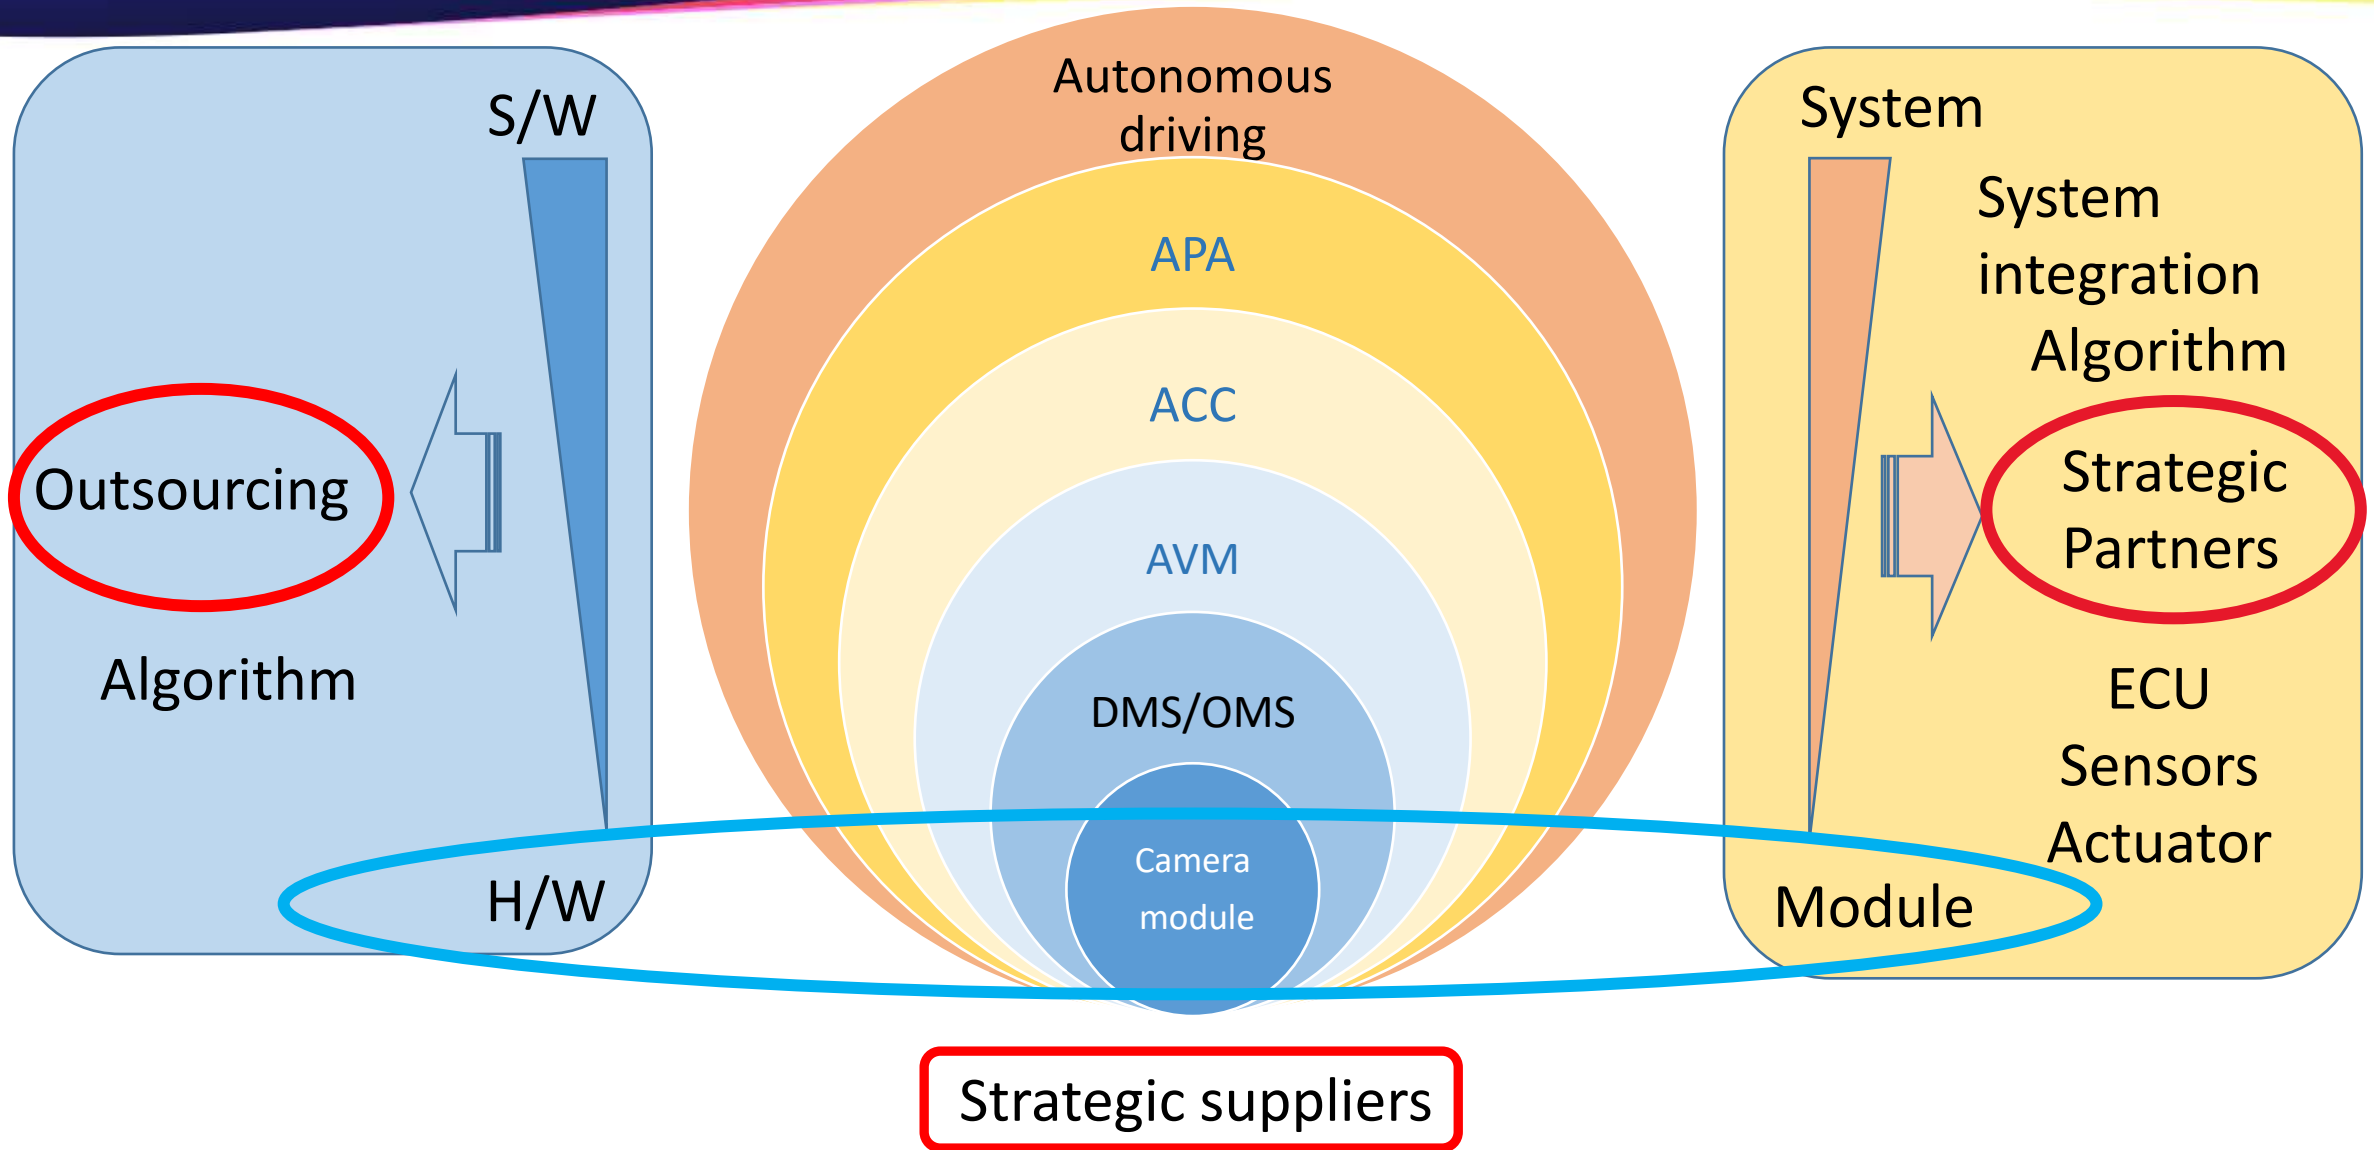 S/W
Outsourcing
Algorithm
H/W
Autonomous
driving
APA
ACC
AVM
DMS/OMS
Camera
module
System
System
integration
Algorithm
Strategic
Partners
ECU
Sensors
Actuator
Module
Strategic suppliers